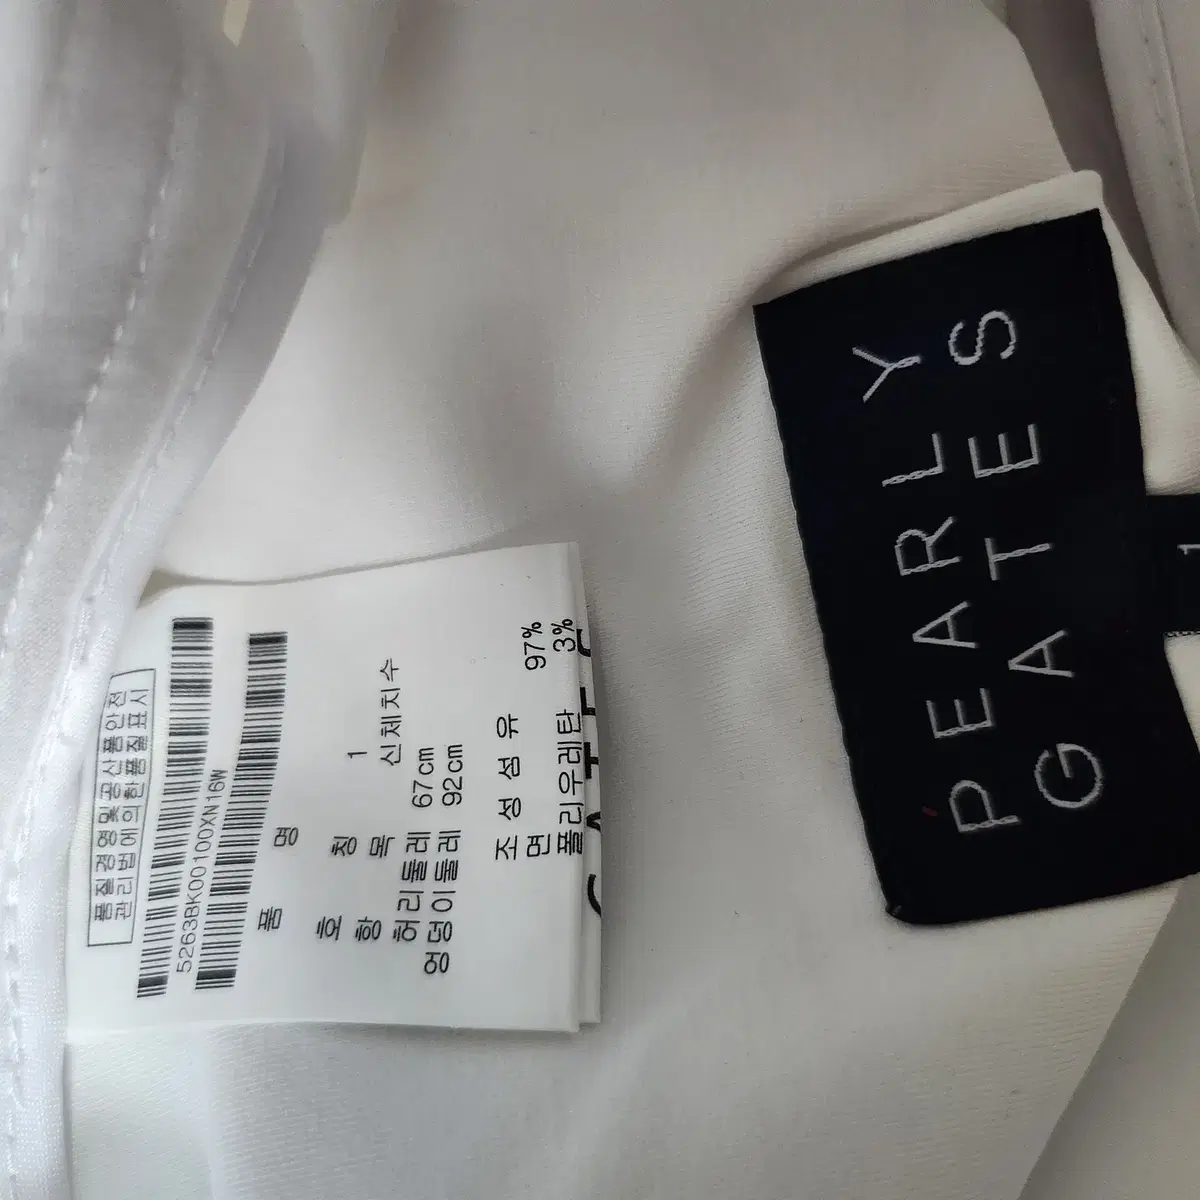 품질경영 및 공산품안전
관리법에 의한 품질표시
5263BK00100XN16W
품 명
호 칭 1
항 목 신체치수
허리둘레 67cm
엉덩이둘레 92cm
조성섬유
면 97%
폴리우레탄 3%
PEARLY
GATES
1